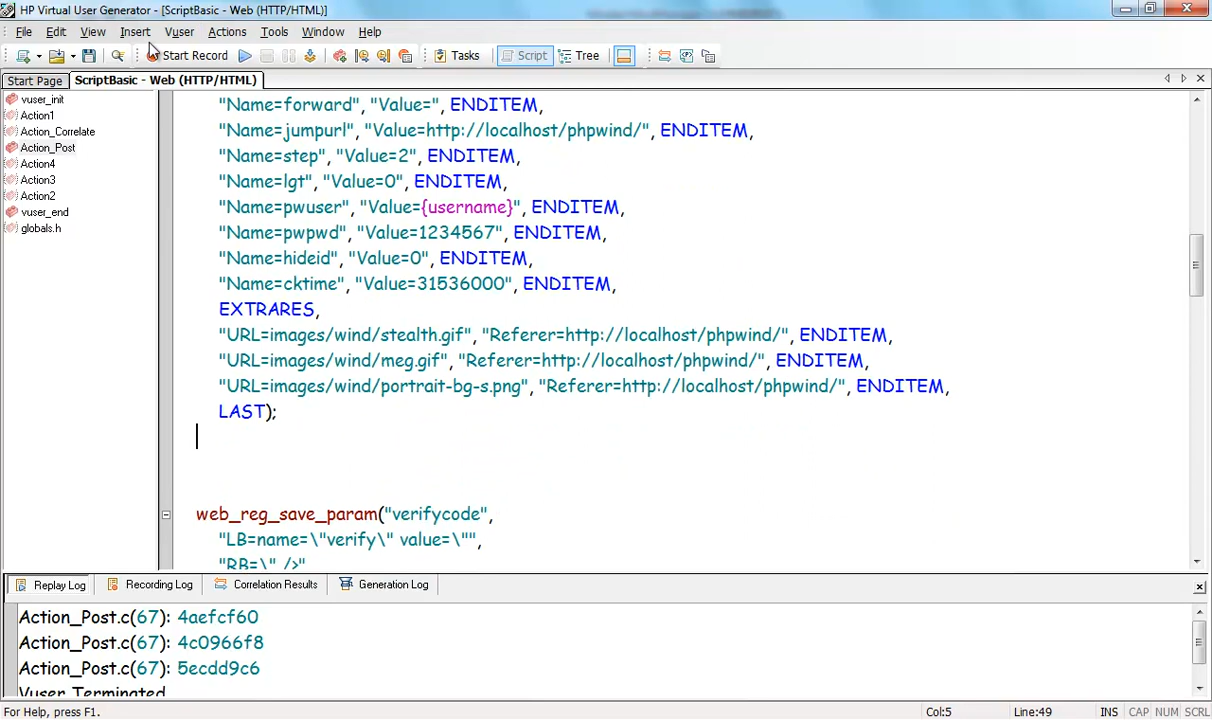 HP Virtual User Generator - [ScriptBasic - Web (HTTP/HTML)]
File Edit View Insert Vuser Actions Tools Window Help
Start Record Tasks Script Tree
Start Page ScriptBasic - Web (HTTP/HTML)
vuser_init
Action1
Action_Correlate
Action_Post
Action4
Action3
Action2
vuser_end
globals.h
"Name=forward", "Value=", ENDITEM,
"Name=jumpurl", "Value=http://localhost/phpwind/", ENDITEM,
"Name=step", "Value=2", ENDITEM,
"Name=lgt", "Value=0", ENDITEM,
"Name=pwuser", "Value={username}", ENDITEM,
"Name=pwpwd", "Value=1234567", ENDITEM,
"Name=hideid", "Value=0", ENDITEM,
"Name=cktime", "Value=31536000", ENDITEM,
EXTRARES,
"URL=images/wind/stealth.gif", "Referer=http://localhost/phpwind/", ENDITEM,
"URL=images/wind/meg.gif", "Referer=http://localhost/phpwind/", ENDITEM,
"URL=images/wind/portrait-bg-s.png", "Referer=http://localhost/phpwind/", ENDITEM,
LAST);
web_reg_save_param("verifycode",
"LB=name=\"verify\" value=\"",
"RB=\" />"
Replay Log Recording Log Correlation Results Generation Log
Action_Post.c(67): 4aefcf60
Action_Post.c(67): 4c0966f8
Action_Post.c(67): 5ecdd9c6
Vuser Terminated
For Help, press F1. Col:5 Line:49 INS CAP NUM SCRL